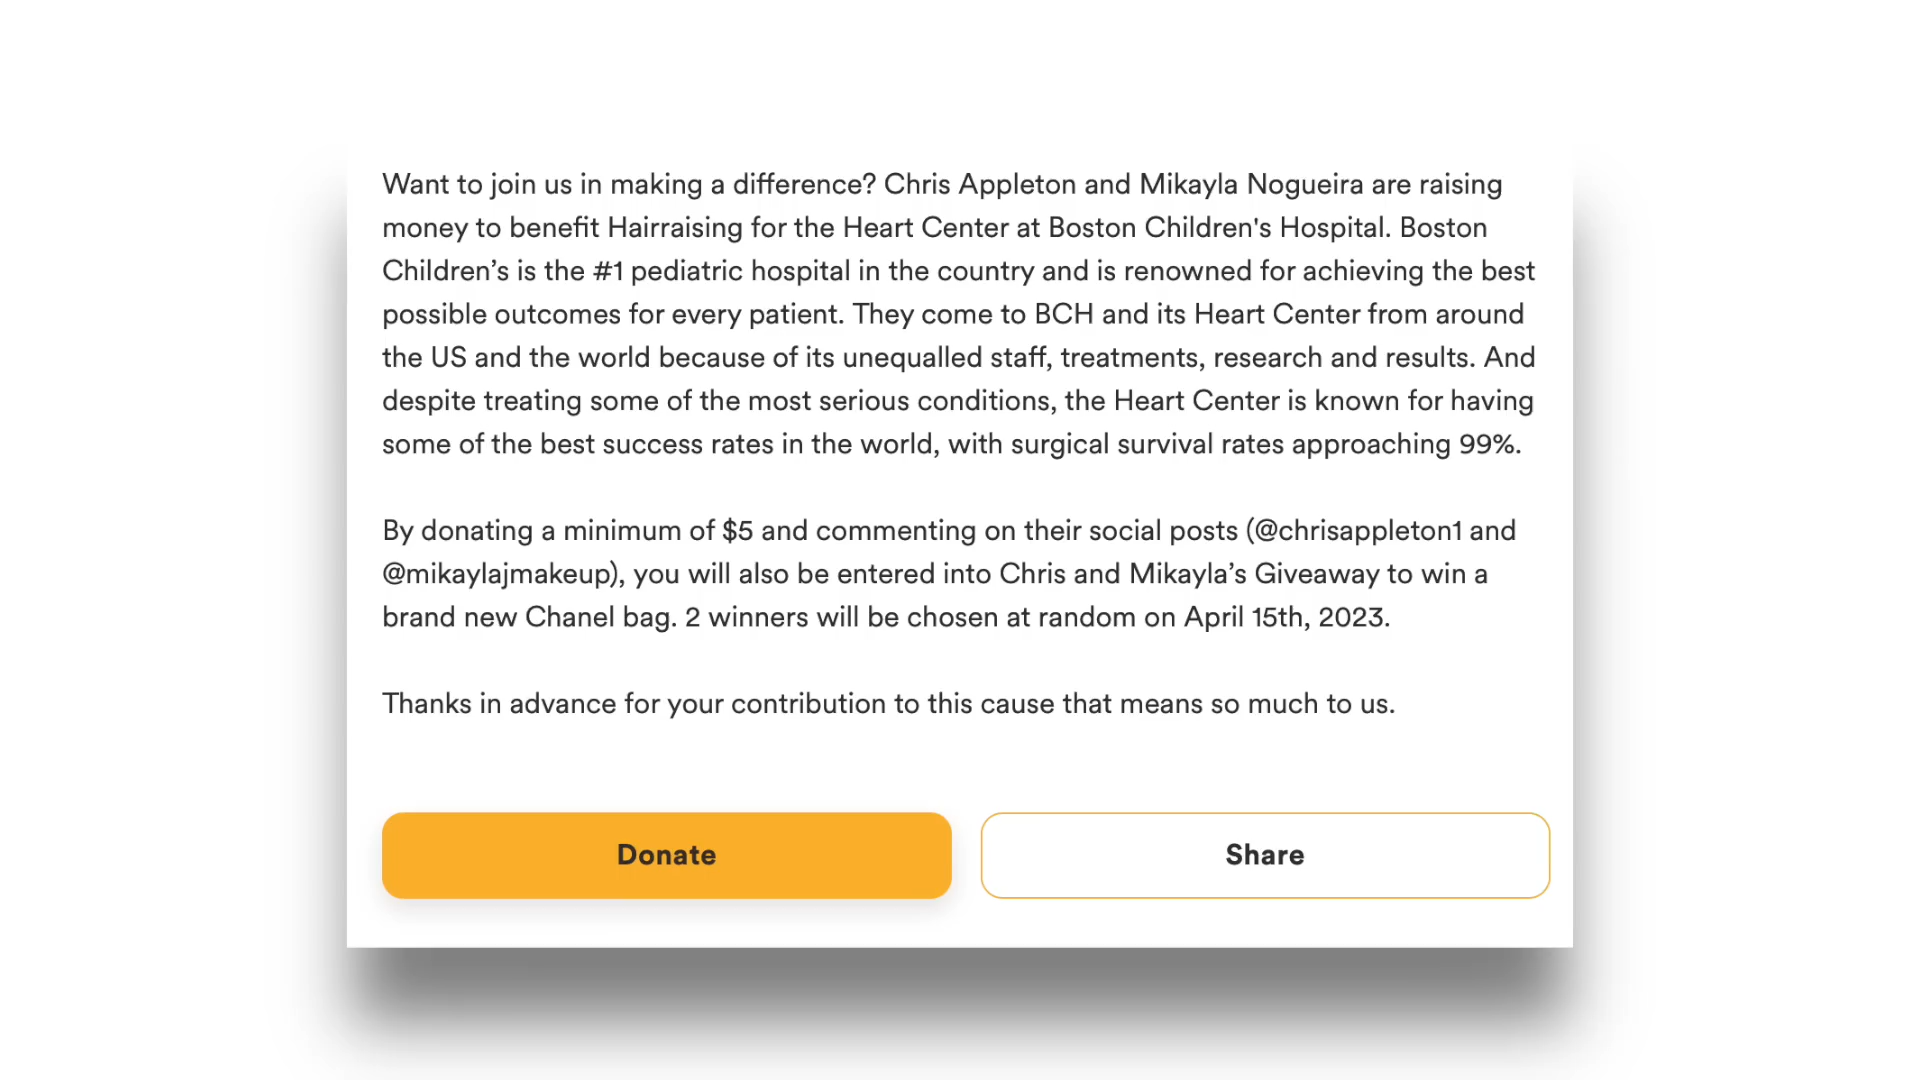 Want to join us in making a difference? Chris Appleton and Mikayla Nogueira are raising
money to benefit Hairraising for the Heart Center at Boston Children's Hospital. Boston
Children’s is the #1 pediatric hospital in the country and is renowned for achieving the best
possible outcomes for every patient. They come to BCH and its Heart Center from around
the US and the world because of its unequalled staff, treatments, research and results. And
despite treating some of the most serious conditions, the Heart Center is known for having
some of the best success rates in the world, with surgical survival rates approaching 99%.
By donating a minimum of $5 and commenting on their social posts (@chrisappleton1 and
@mikaylajmakeup), you will also be entered into Chris and Mikayla’s Giveaway to win a
brand new Chanel bag. 2 winners will be chosen at random on April 15th, 2023.
Thanks in advance for your contribution to this cause that means so much to us.
Donate
Share